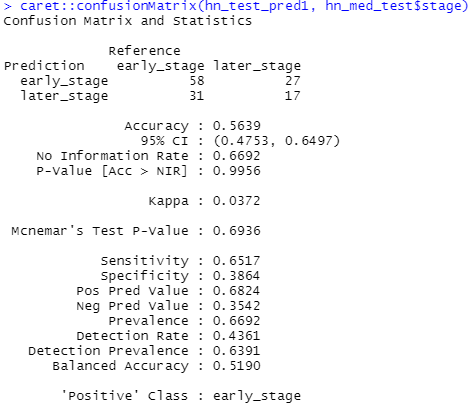 > caret::confusionMatrix(hn_test_pred1, hn_med_test$stage)
Confusion Matrix and Statistics
Reference
Prediction early_stage later_stage
early_stage 58 27
later_stage 31 17
Accuracy : 0.5639
95% CI : (0.4753, 0.6497)
No Information Rate : 0.6692
P-Value [Acc > NIR] : 0.9956
Kappa : 0.0372
Mcnemar's Test P-Value : 0.6936
Sensitivity : 0.6517
Specificity : 0.3864
Pos Pred Value : 0.6824
Neg Pred Value : 0.3542
Prevalence : 0.6692
Detection Rate : 0.4361
Detection Prevalence : 0.6391
Balanced Accuracy : 0.5190
'Positive' Class : early_stage